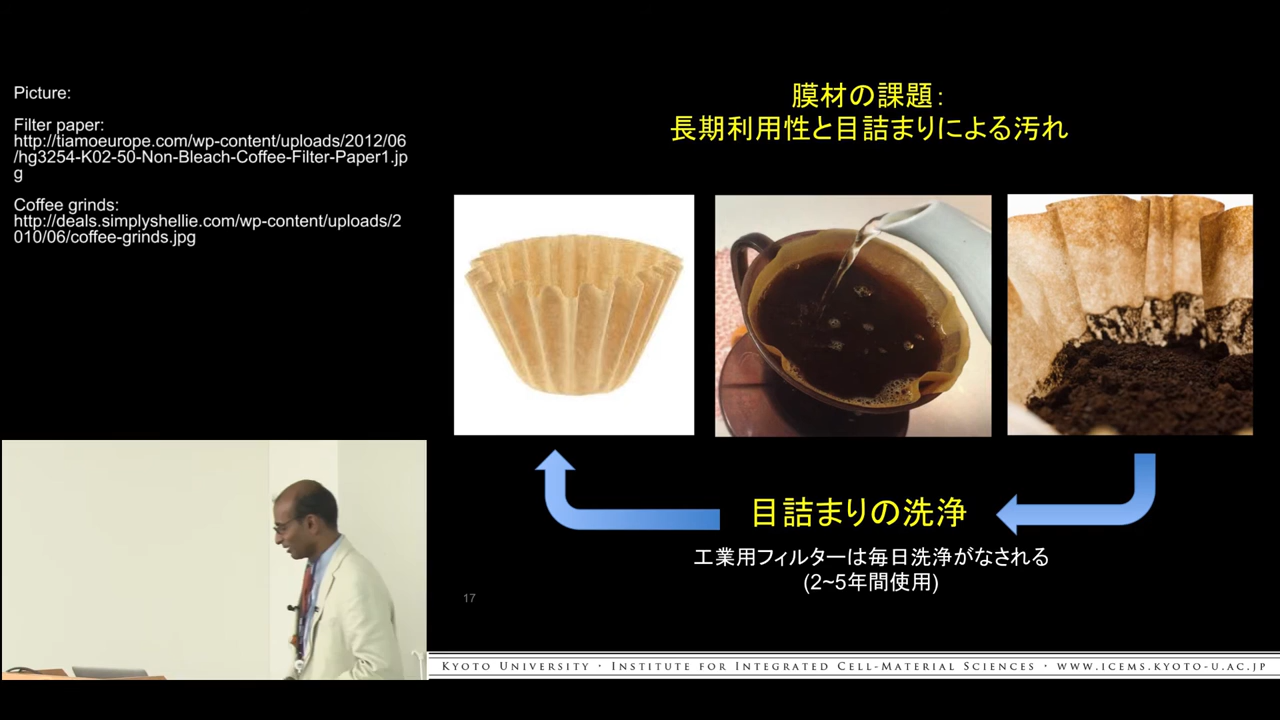 Picture:
Filter paper:
http://tiamoeurope.com/wp-content/uploads/2012/06
/hg3254-K02-50-Non-Bleach-Coffee-Filter-Paper1.jp
g
Coffee grinds:
http://deals.simplyshellie.com/wp-content/uploads/2
010/06/coffee-grinds.jpg
膜材の課題:
長期利用性と目詰まりによる汚れ
目詰まりの洗浄
工業用フィルターは毎日洗浄がなされる
(2~5年間使用)
17
KYOTO UNIVERSITY · INSTITUTE FOR INTEGRATED CELL-MATERIAL SCIENCES · WWW.ICEMS.KYOTO-U.AC.JP